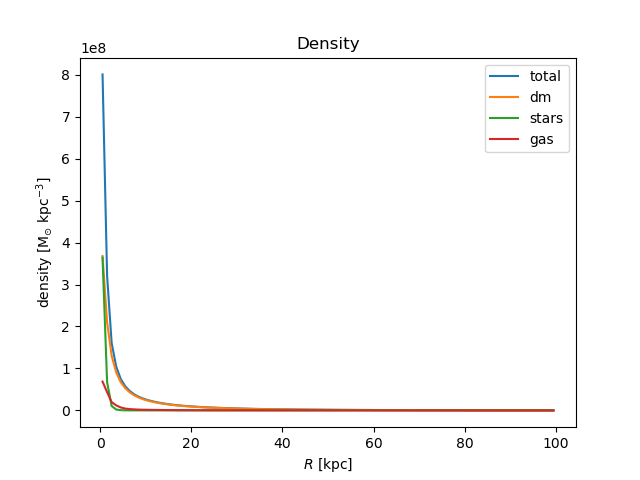 Density
1e8
8
7
6
5
4
3
2
1
0
density [M⊙ kpc⁻³]
0 20 40 60 80 100
R [kpc]
total
dm
stars
gas